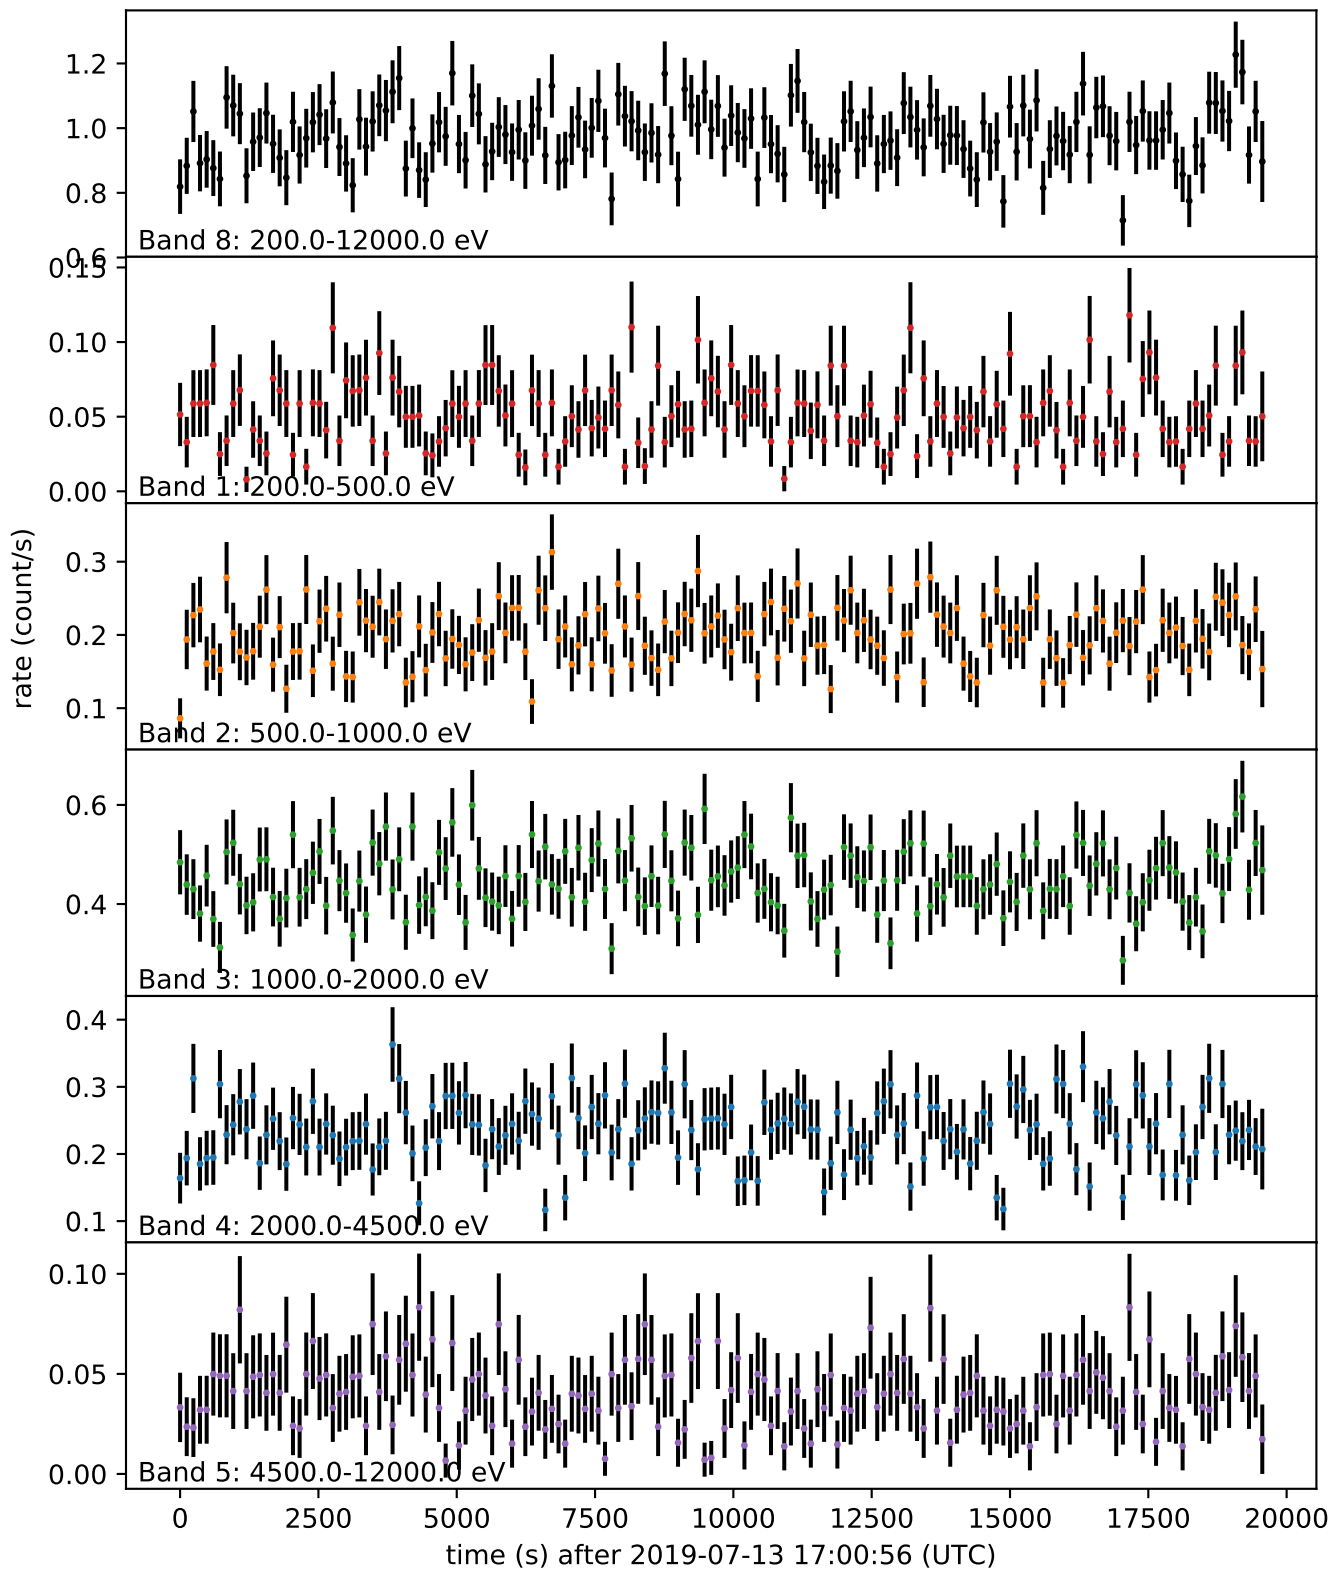 1.2
1.0
0.8
0.6
Band 8: 200.0-12000.0 eV
0.15
0.10
0.05
0.00
Band 1: 200.0-500.0 eV
0.3
0.2
0.1
Band 2: 500.0-1000.0 eV
rate (count/s)
0.6
0.4
Band 3: 1000.0-2000.0 eV
0.4
0.3
0.2
0.1
Band 4: 2000.0-4500.0 eV
0.10
0.05
0.00
Band 5: 4500.0-12000.0 eV
0 2500 5000 7500 10000 12500 15000 17500 20000
time (s) after 2019-07-13 17:00:56 (UTC)